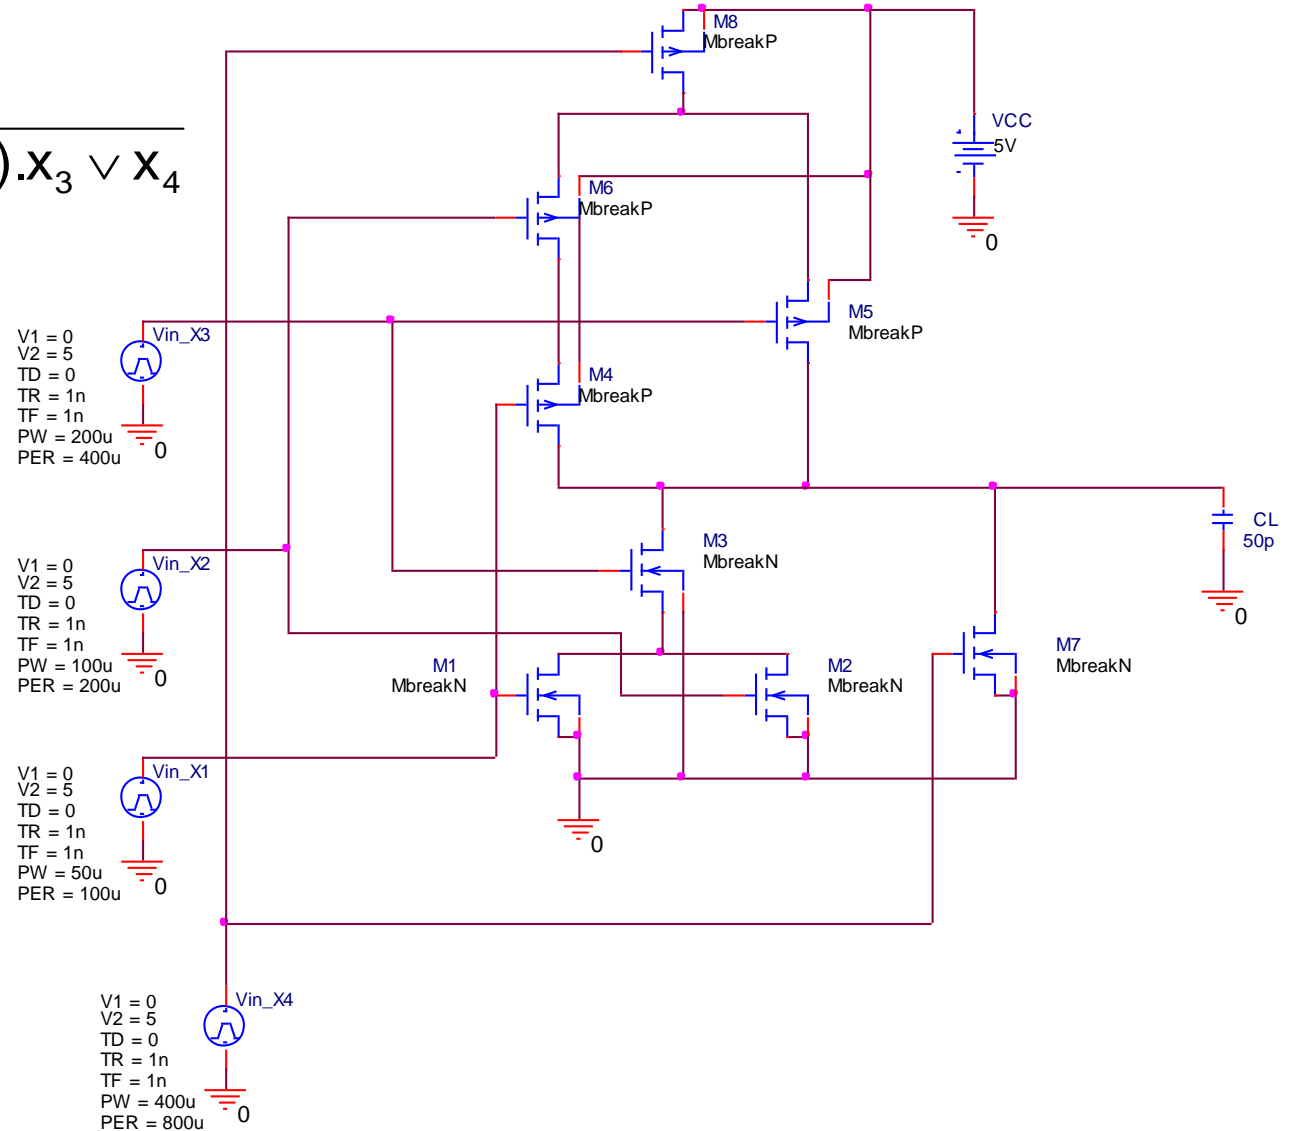 ).x₃ ∨ x₄
M8
MbreakP
VCC
5V
0
M6
MbreakP
M5
MbreakP
Vin_X3
V1 = 0
V2 = 5
TD = 0
TR = 1n
TF = 1n
PW = 200u
PER = 400u
0
M4
MbreakP
CL
50p
0
M3
MbreakN
Vin_X2
V1 = 0
V2 = 5
TD = 0
TR = 1n
TF = 1n
PW = 100u
PER = 200u
0
M1
MbreakN
M2
MbreakN
M7
MbreakN
Vin_X1
V1 = 0
V2 = 5
TD = 0
TR = 1n
TF = 1n
PW = 50u
PER = 100u
0
0
Vin_X4
V1 = 0
V2 = 5
TD = 0
TR = 1n
TF = 1n
PW = 400u
PER = 800u
0